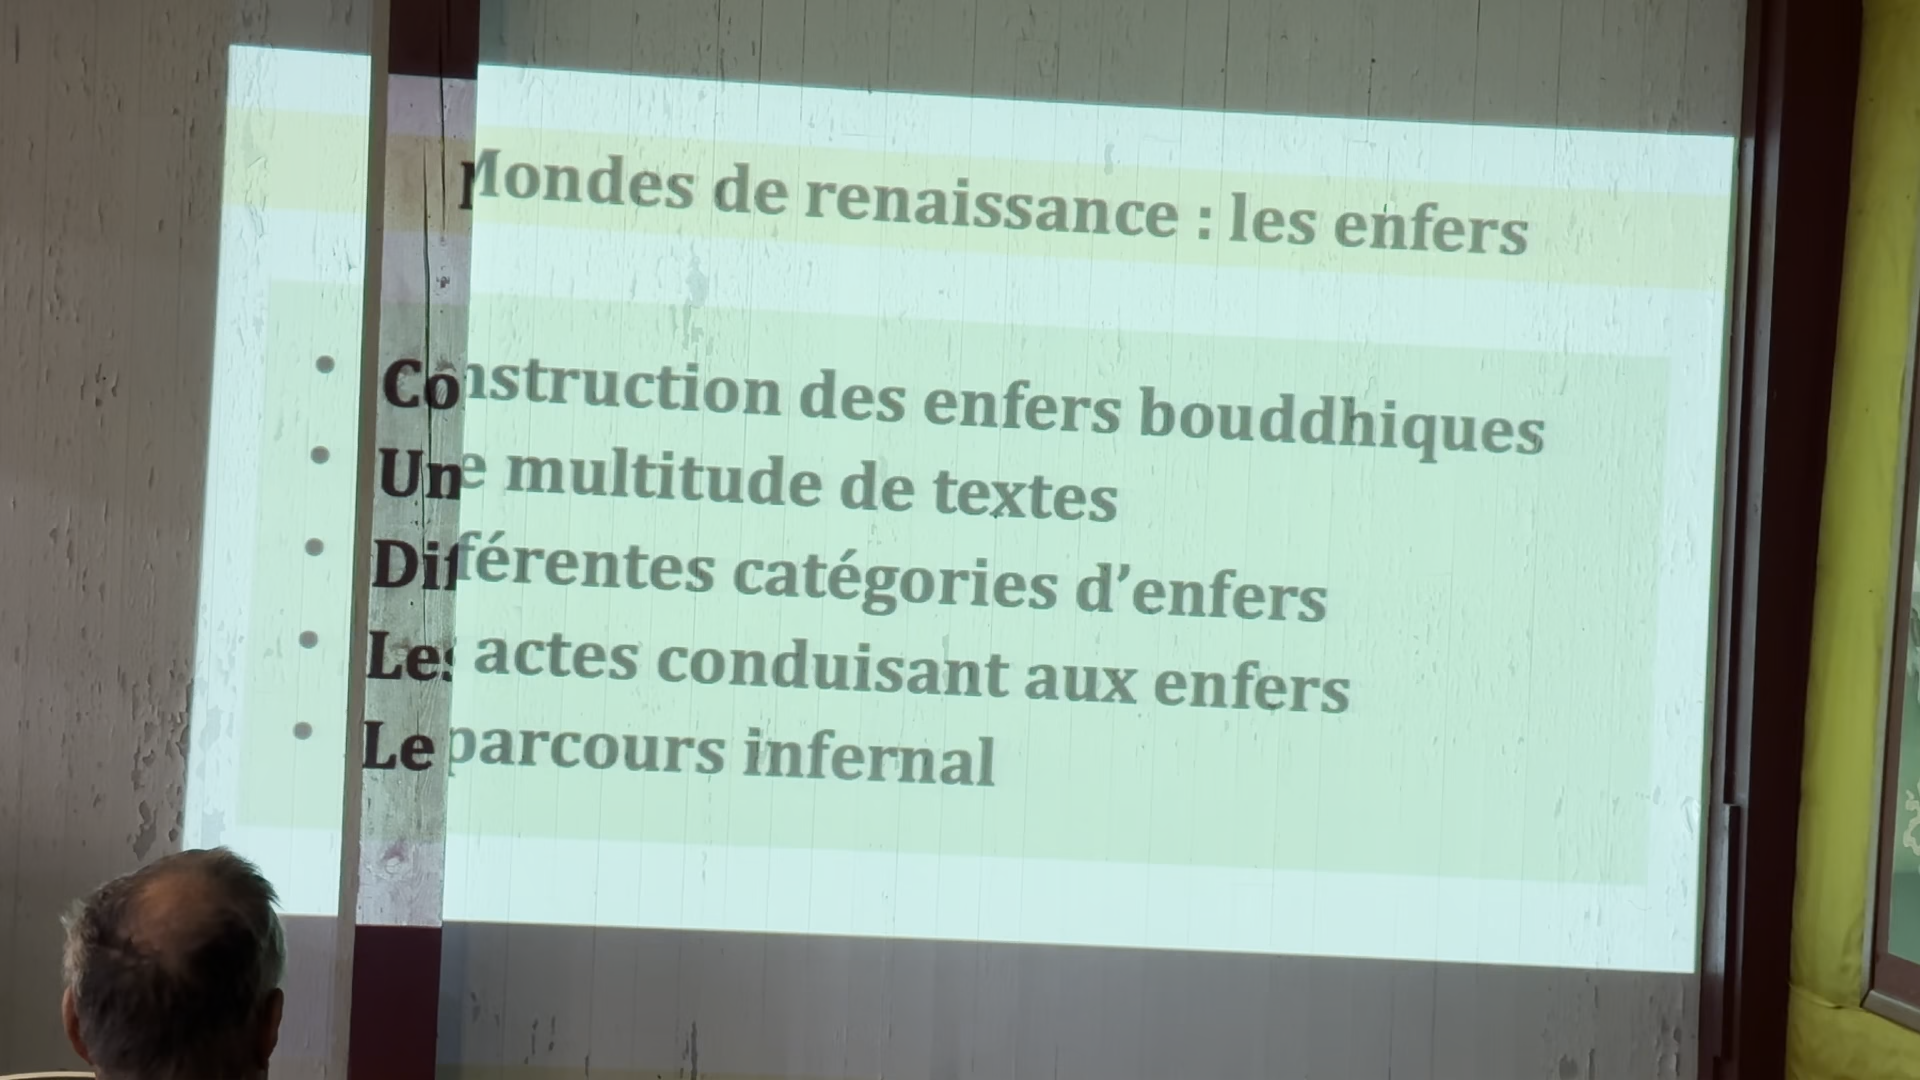 Mondes de renaissance : les enfers
• Construction des enfers bouddhiques
• Une multitude de textes
• Différentes catégories d’enfers
• Les actes conduisant aux enfers
• Le parcours infernal